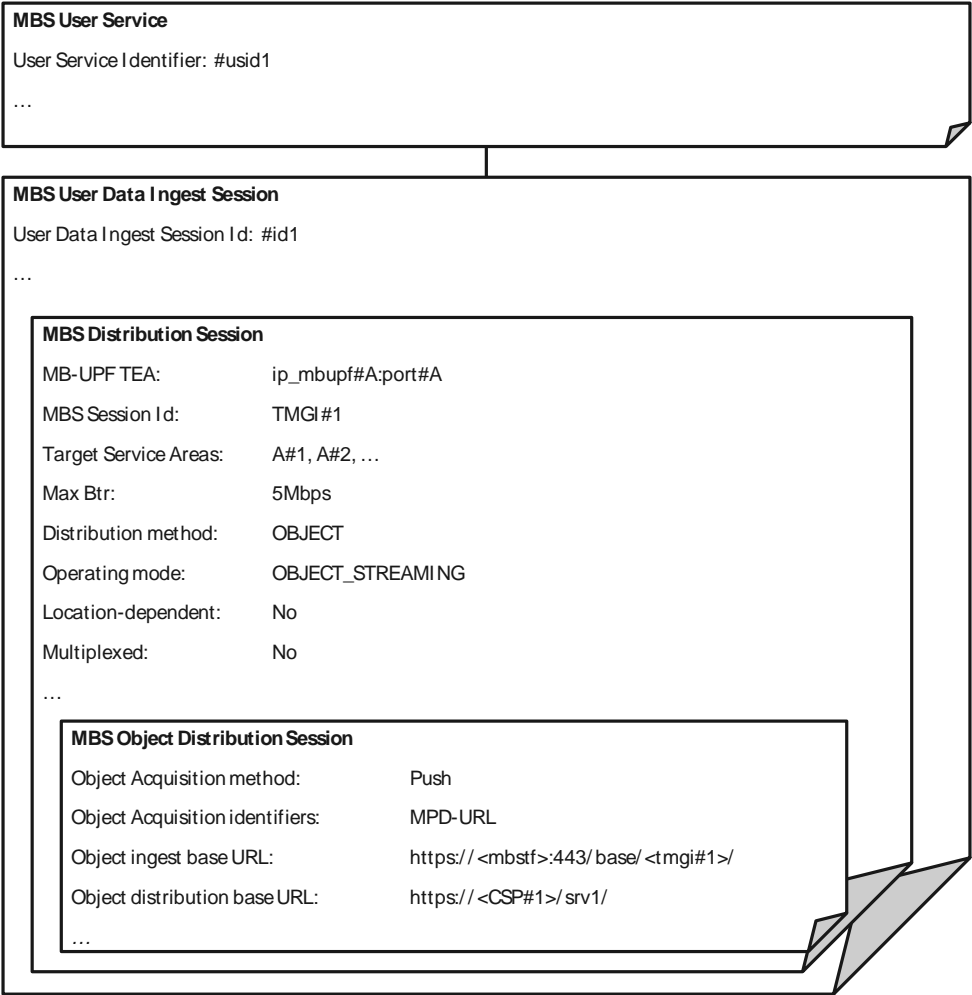 MBS User Service
User Service Identifier: #usid1
…
MBS User Data Ingest Session
User Data Ingest Session Id: #id1
…
MBS Distribution Session
MB-UPF TEA: ip_mbupf#A:port#A
MBS Session Id: TMGI#1
Target Service Areas: A#1, A#2, …
Max Btr: 5Mbps
Distribution method: OBJECT
Operating mode: OBJECT_STREAMING
Location-dependent: No
Multiplexed: No
…
MBS Object Distribution Session
Object Acquisition method: Push
Object Acquisition identifiers: MPD-URL
Object ingest base URL: https://<mbstf>:443/base/<tmgi#1>/
Object distribution base URL: https://<CSP#1>/srv1/
…